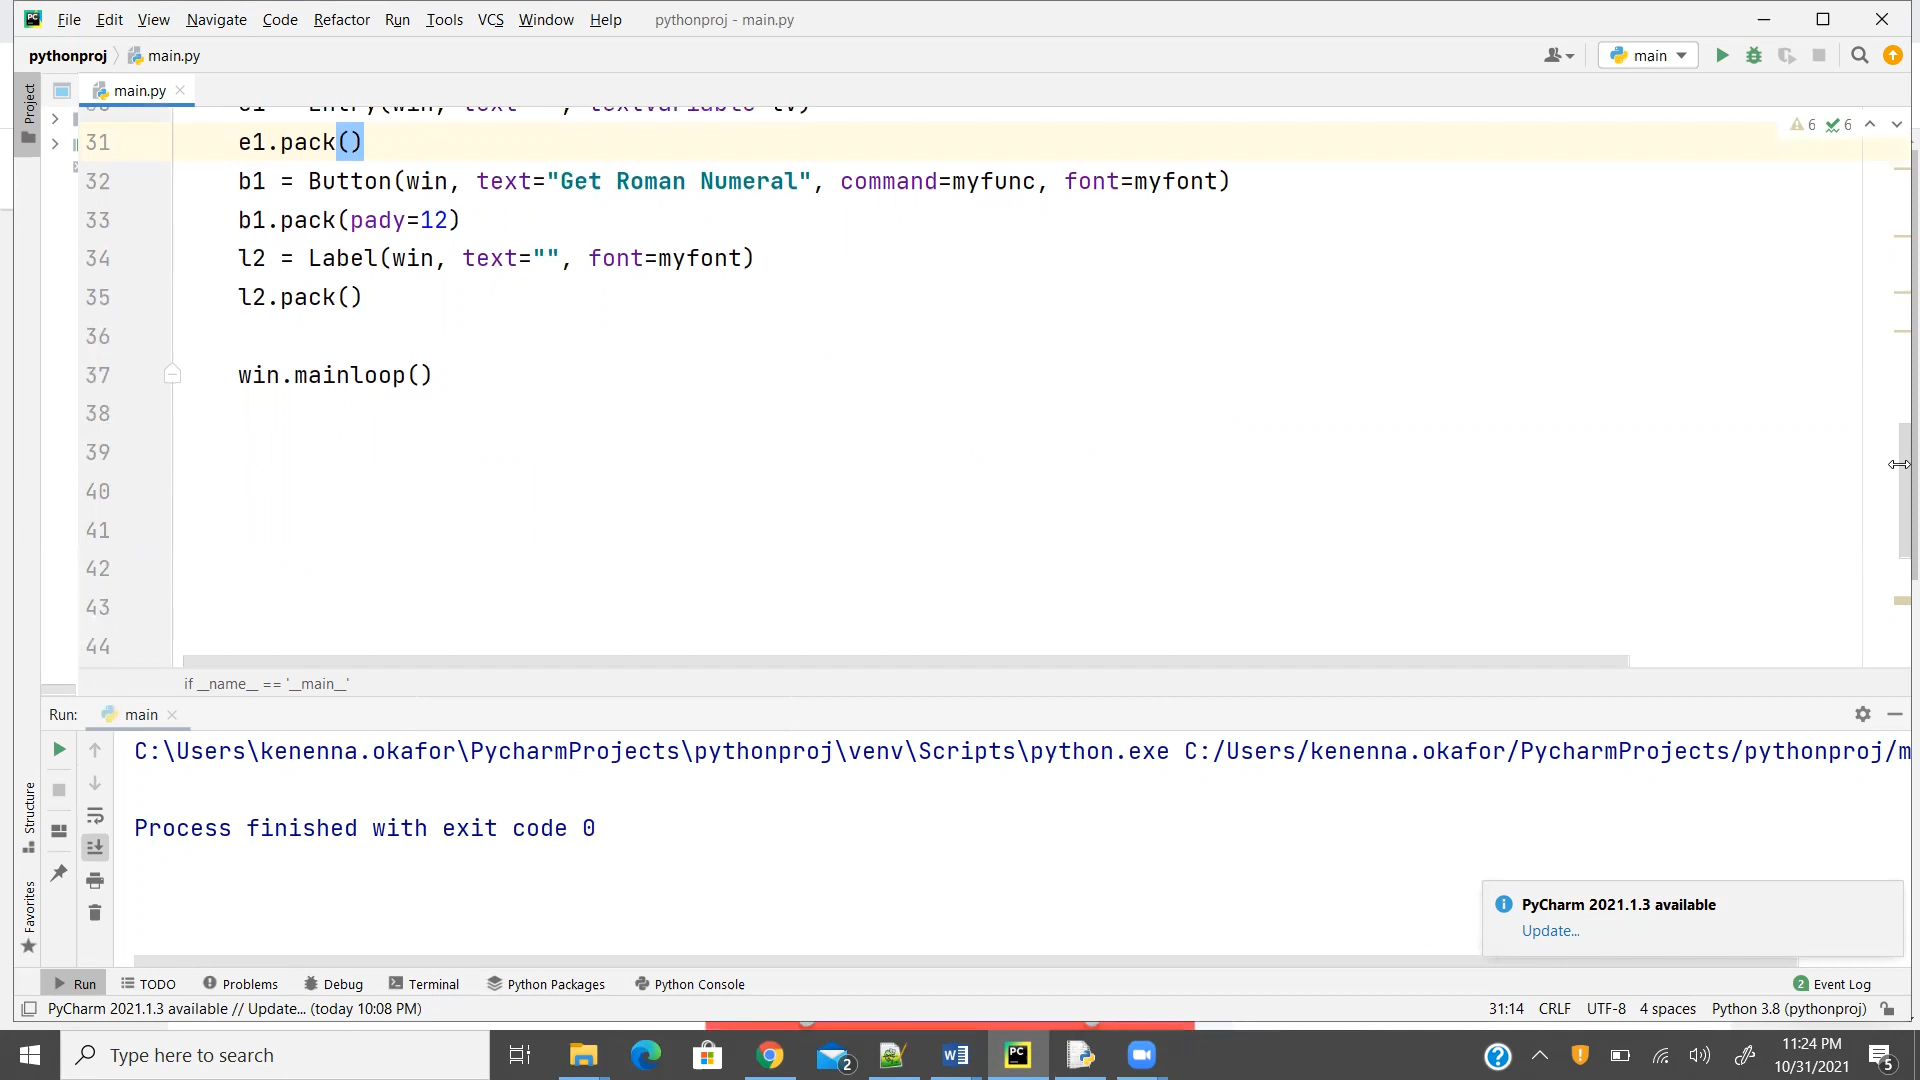 File Edit View Navigate Code Refactor Run Tools VCS Window Help pythonproj - main.py
pythonproj main.py main
Project main.py
31 e1.pack() 6 6
32 b1 = Button(win, text="Get Roman Numeral", command=myfunc, font=myfont)
33 b1.pack(pady=12)
34 l2 = Label(win, text="", font=myfont)
35 l2.pack()
36
37 win.mainloop()
38
39
40
41
42
43
44
if __name__ == '__main__'
Run: main
C:\Users\kenenna.okafor\PycharmProjects\pythonproj\venv\Scripts\python.exe C:/Users/kenenna.okafor/PycharmProjects/pythonproj/m
Process finished with exit code 0
Structure
Favorites
PyCharm 2021.1.3 available
Update...
Run TODO Problems Debug Terminal Python Packages Python Console 2 Event Log
PyCharm 2021.1.3 available // Update... (today 10:08 PM) 31:14 CRLF UTF-8 4 spaces Python 3.8 (pythonproj)
Type here to search 2 PC 11:24 PM
10/31/2021 5